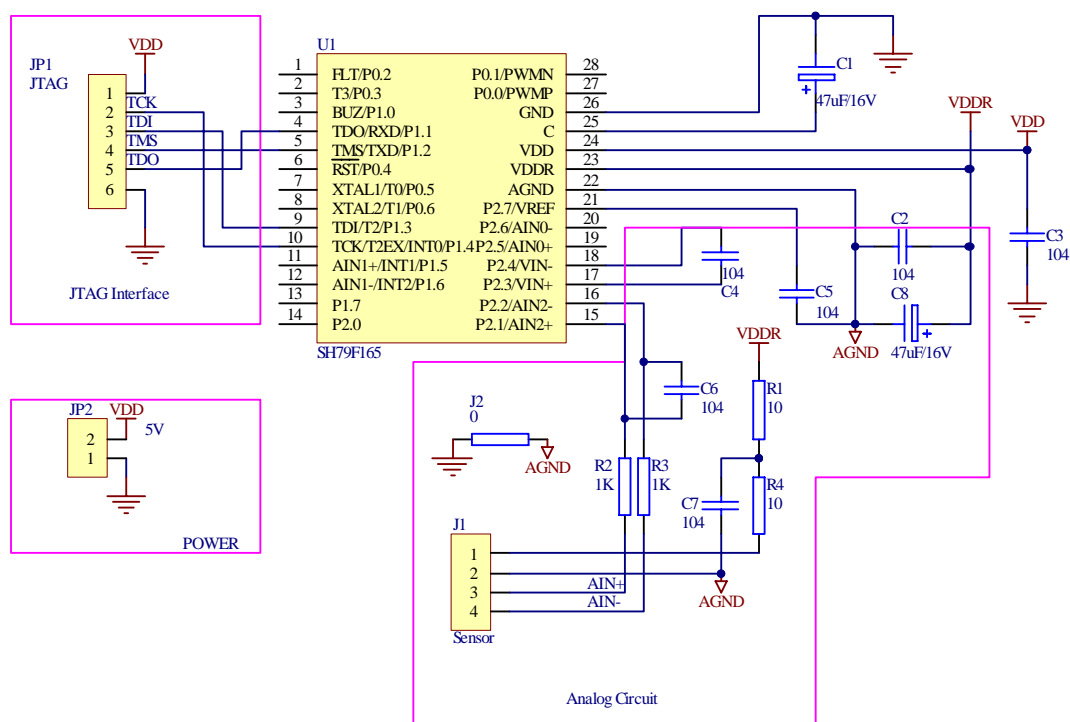 VDD
JP1
JTAG
1
2
3
4
5
6
TCK
TDI
TMS
TDO
JTAG Interface
JP2
VDD
5V
2
1
POWER
U1
1 FLT/P0.2
2 T3/P0.3
3 BUZ/P1.0
4 TDO/RXD/P1.1
5 TMS/TXD/P1.2
6 RST/P0.4
7 XTAL1/T0/P0.5
8 XTAL2/T1/P0.6
9 TDI/T2/P1.3
10 TCK/T2EX/INT0/P1.4
11 AIN1+/INT1/P1.5
12 AIN1-/INT2/P1.6
13 P1.7
14 P2.0
P0.1/PWMN 28
P0.0/PWMP 27
GND 26
C 25
VDD 24
VDDR 23
AGND 22
P2.7/VREF 21
P2.6/AIN0- 20
P2.5/AIN0+ 19
P2.4/VIN- 18
P2.3/VIN+ 17
P2.2/AIN2- 16
P2.1/AIN2+ 15
SH79F165
C1
+
47uF/16V
VDDR
VDD
C2
104
C3
104
104
C4
C5
104
C8
+
47uF/16V
AGND
VDDR
C6
104
R1
10
J2
0
AGND
R2
1K
R3
1K
R4
10
C7
104
J1
1
2
3
4
AIN+
AIN-
AGND
Sensor
Analog Circuit